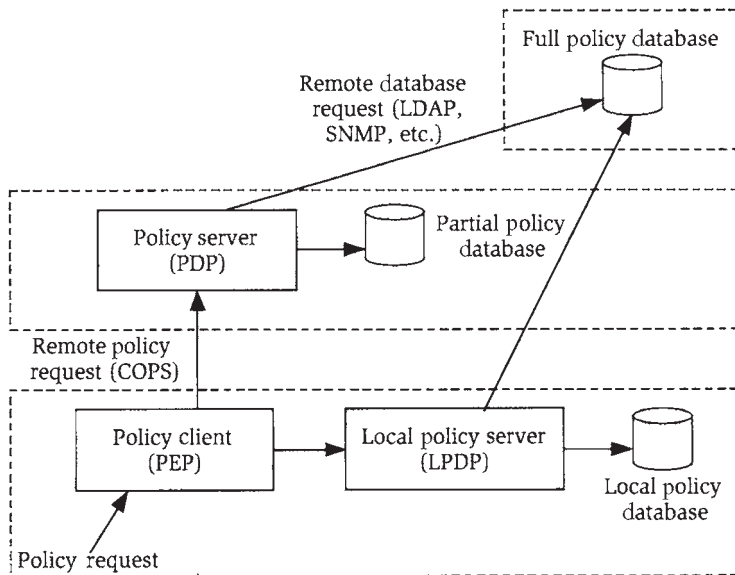 Full policy database
Remote database
request (LDAP,
SNMP, etc.)
Policy server
(PDP)
Partial policy
database
Remote policy
request (COPS)
Policy client
(PEP)
Local policy server
(LPDP)
Local policy
database
Policy request